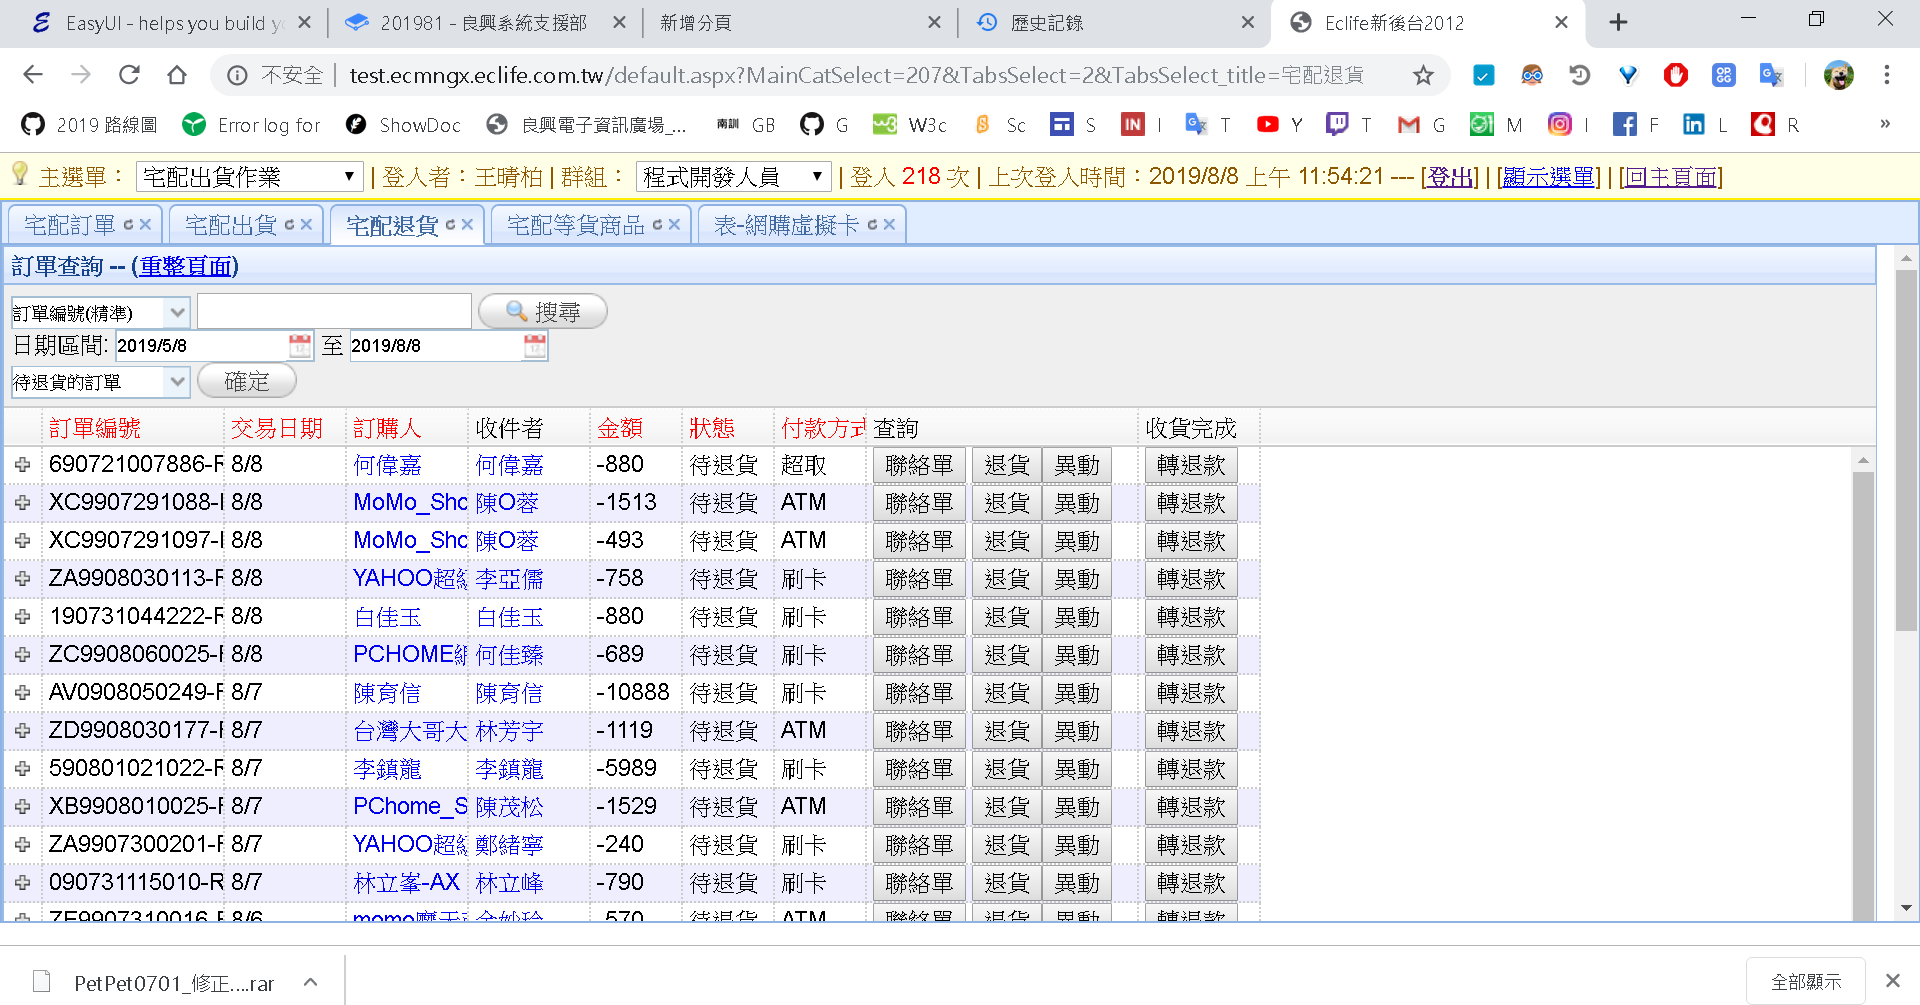 EasyUI - helps you build yo
201981 - 良興系統支援部
新增分頁
歷史記錄
Eclife新後台2012
不安全 | test.ecmngx.eclife.com.tw/default.aspx?MainCatSelect=207&TabsSelect=2&TabsSelect_title=宅配退貨
2019 路線圖 Error log for ShowDoc 良興電子資訊廣場_... GB G W3c Sc S I T Y T G M I F L R »
主選單： 宅配出貨作業 | 登入者：王晴柏 | 群組： 程式開發人員 | 登入 218 次 | 上次登入時間：2019/8/8 上午 11:54:21 --- [登出] | [顯示選單] | [回主頁面]
宅配訂單 宅配出貨 宅配退貨 宅配等貨商品 表-網購虛擬卡
訂單查詢 -- (重整頁面)
訂單編號(精準) 搜尋
日期區間: 2019/5/8 至 2019/8/8
待退貨的訂單 確定
訂單編號 交易日期 訂購人 收件者 金額 狀態 付款方式 查詢 收貨完成
690721007886-R 8/8 何偉嘉 何偉嘉 -880 待退貨 超取 聯絡單 退貨 異動 轉退款
XC9907291088- 8/8 MoMo_Sho 陳O蓉 -1513 待退貨 ATM 聯絡單 退貨 異動 轉退款
XC9907291097- 8/8 MoMo_Sho 陳O蓉 -493 待退貨 ATM 聯絡單 退貨 異動 轉退款
ZA9908030113-R 8/8 YAHOO超級 李亞儒 -758 待退貨 刷卡 聯絡單 退貨 異動 轉退款
190731044222-R 8/8 白佳玉 白佳玉 -880 待退貨 刷卡 聯絡單 退貨 異動 轉退款
ZC9908060025-R 8/8 PCHOME網 何佳臻 -689 待退貨 刷卡 聯絡單 退貨 異動 轉退款
AV0908050249-R 8/7 陳育信 陳育信 -10888 待退貨 刷卡 聯絡單 退貨 異動 轉退款
ZD9908030177-R 8/7 台灣大哥大 林芳宇 -1119 待退貨 ATM 聯絡單 退貨 異動 轉退款
590801021022-R 8/7 李鎮龍 李鎮龍 -5989 待退貨 刷卡 聯絡單 退貨 異動 轉退款
XB9908010025-R 8/7 PChome_S 陳茂松 -1529 待退貨 ATM 聯絡單 退貨 異動 轉退款
ZA9907300201-R 8/7 YAHOO超級 鄭緒寧 -240 待退貨 刷卡 聯絡單 退貨 異動 轉退款
090731115010-R 8/7 林立峯-AX 林立峰 -790 待退貨 刷卡 聯絡單 退貨 異動 轉退款
ZE9907310016-R 8/6 momo摩天 -570 待退貨 ATM 聯絡單 退貨 異動 轉退款
PetPet0701_修正....rar
全部顯示